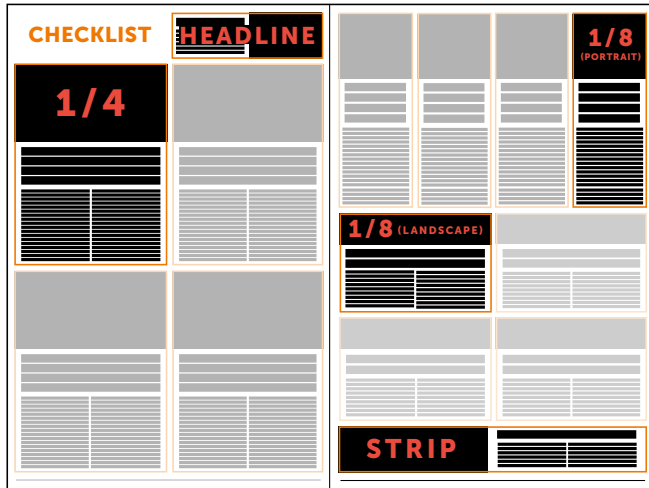 CHECKLIST
HEADLINE
1/4
1/8
(PORTRAIT)
1/8 (LANDSCAPE)
STRIP